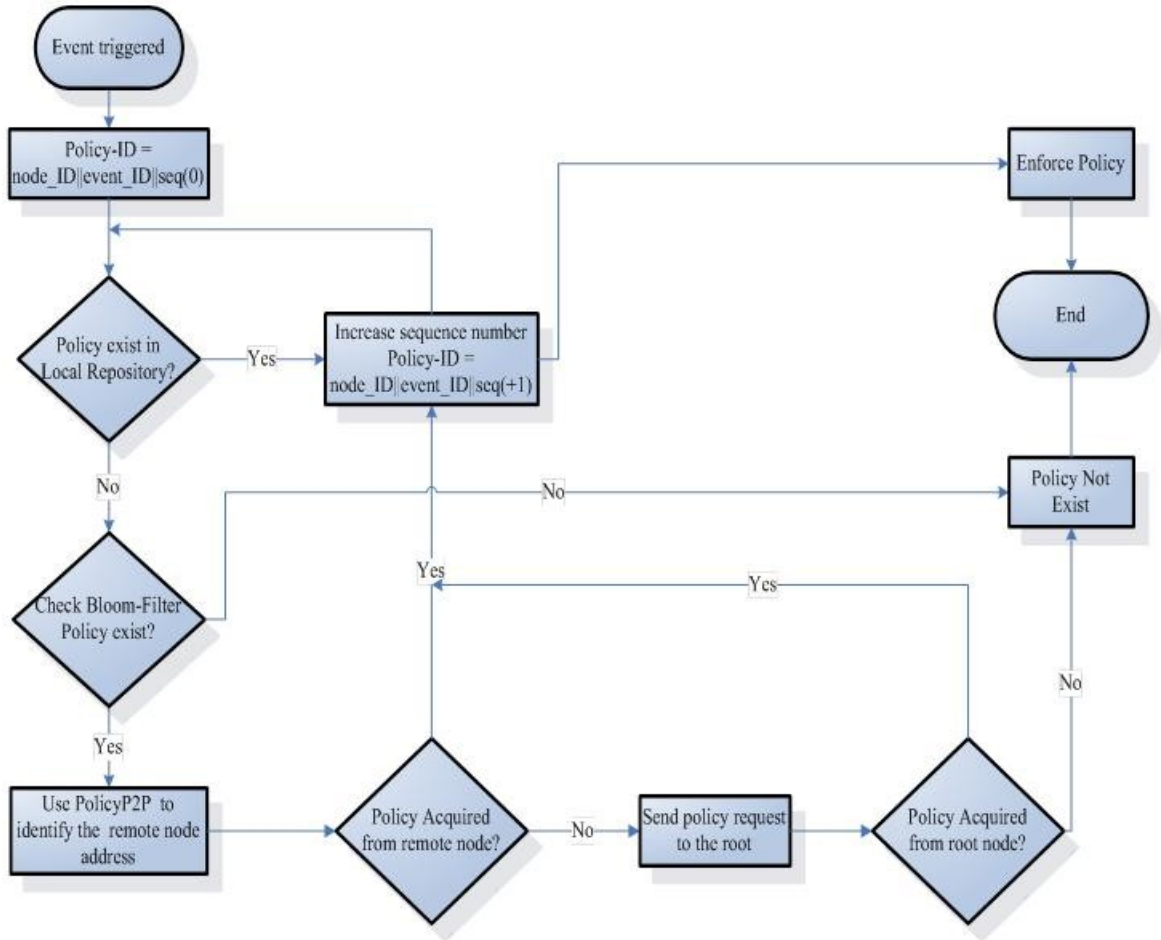 Event triggered
Policy-ID =
node_ID||event_ID||seq(0)
Enforce Policy
End
Policy exist in
Local Repository?
Yes
Increase sequence number
Policy-ID =
node_ID||event_ID||seq(+1)
No
No
Policy Not
Exist
Check Bloom-Filter
Policy exist?
Yes
Yes
No
Yes
Use PolicyP2P to
identify the remote node
address
Policy Acquired
from remote node?
No
Send policy request
to the root
Policy Acquired
from root node?